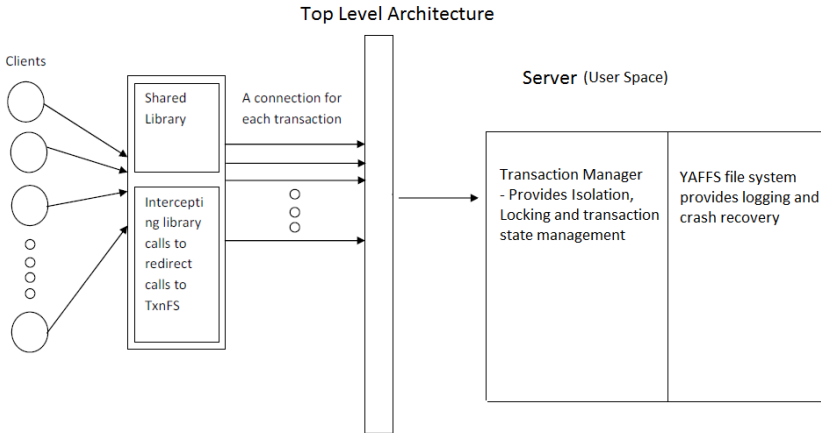 Top Level Architecture
Clients
Shared
Library
Intercepti
ng library
calls to
redirect
calls to
TxnFS
A connection for
each transaction
Server (User Space)
Transaction Manager
- Provides Isolation,
Locking and transaction
state management
YAFFS file system
provides logging and
crash recovery